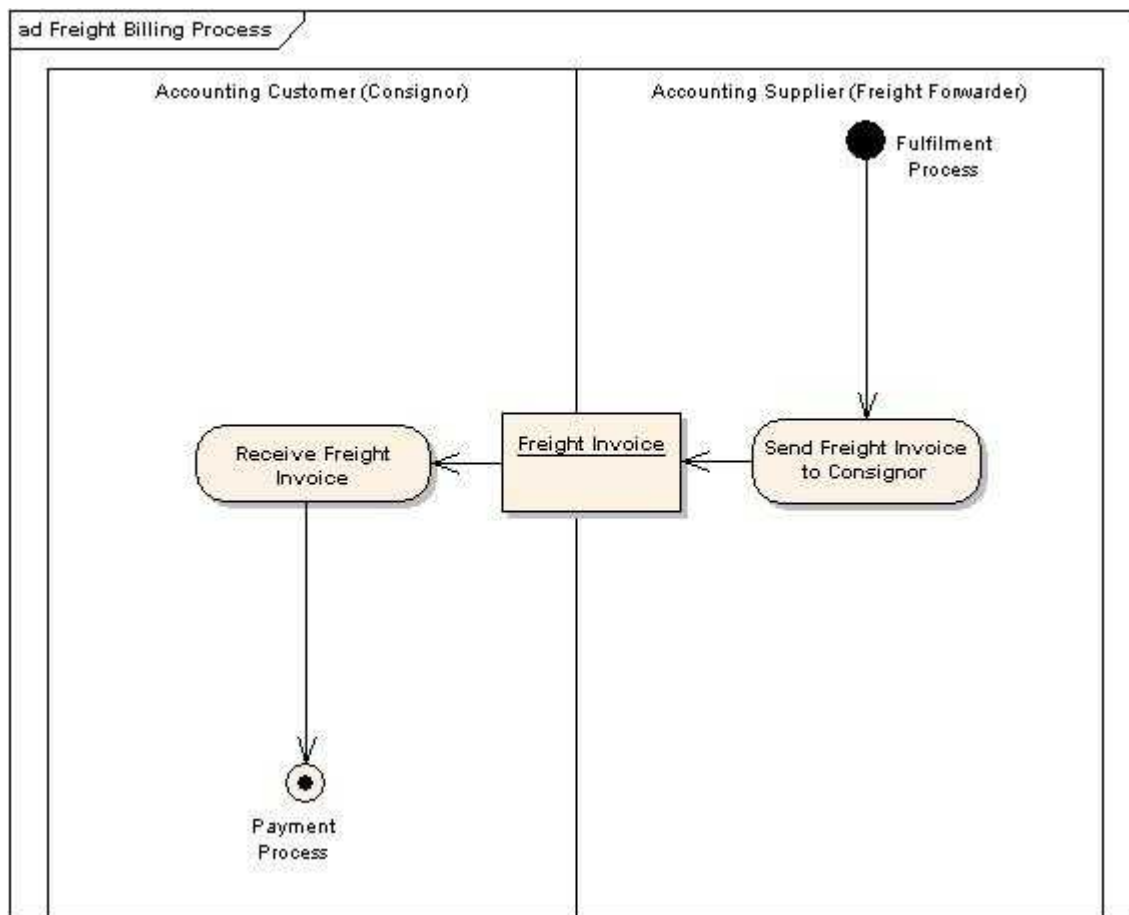 ad Freight Billing Process
Accounting Customer (Consignor)
Accounting Supplier (Freight Forwarder)
Fulfilment
Process
Receive Freight
Invoice
Freight Invoice
Send Freight Invoice
to Consignor
Payment
Process